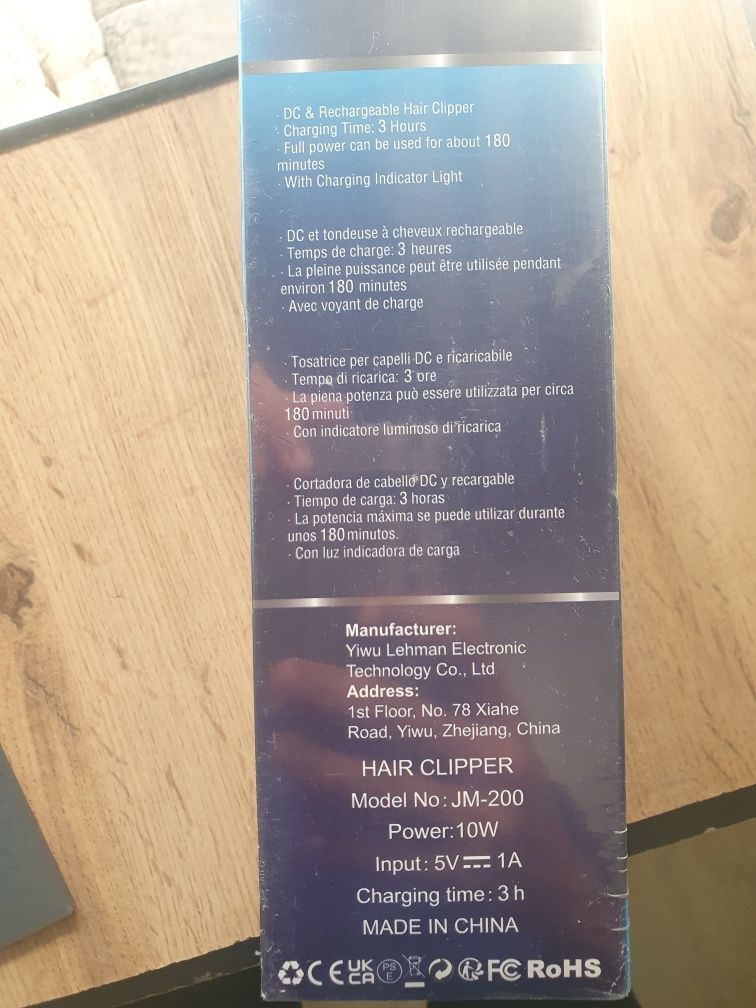 · DC & Rechargeable Hair Clipper
· Charging Time: 3 Hours
· Full power can be used for about 180
minutes
· With Charging Indicator Light
· DC et tondeuse à cheveux rechargeable
· Temps de charge: 3 heures
· La pleine puissance peut être utilisée pendant
environ 180 minutes
· Avec voyant de charge
· Tosatrice per capelli DC e ricaricabile
· Tempo di ricarica: 3 ore
· La piena potenza può essere utilizzata per circa
180 minuti
· Con indicatore luminoso di ricarica
· Cortadora de cabello DC y recargable
· Tiempo de carga: 3 horas
· La potencia máxima se puede utilizar durante
unos 180 minutos.
· Con luz indicadora de carga
Manufacturer:
Yiwu Lehman Electronic
Technology Co., Ltd
Address:
1st Floor, No. 78 Xiahe
Road, Yiwu, Zhejiang, China
HAIR CLIPPER
Model No: JM-200
Power:10W
Input: 5V⎓1A
Charging time: 3 h
MADE IN CHINA
CE UK CA PS E FC RoHS